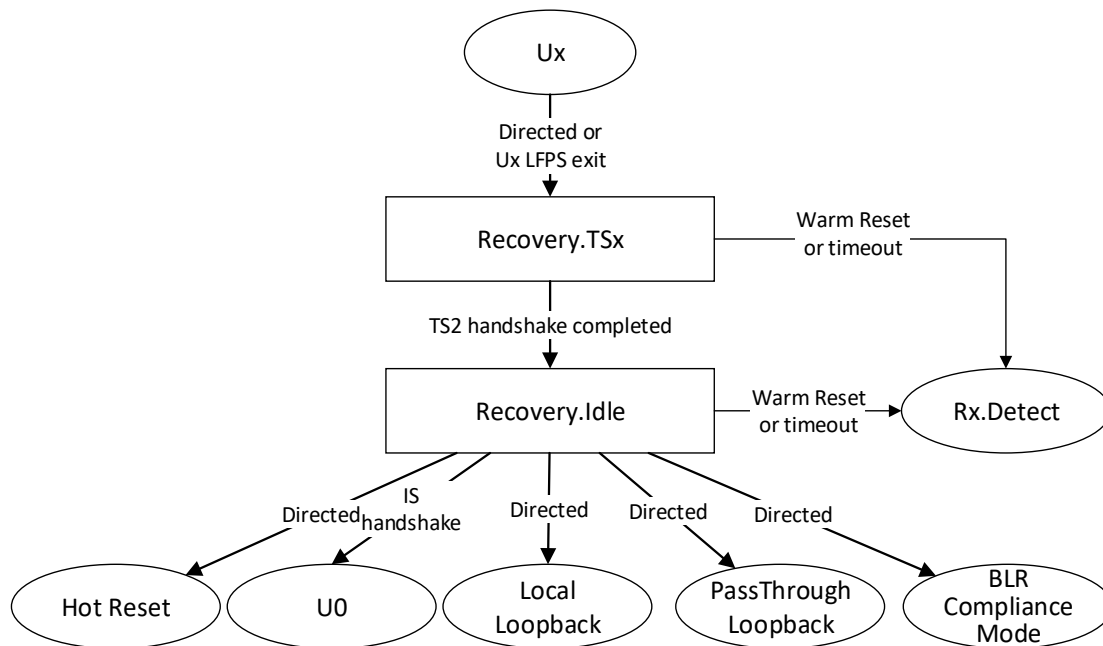 Ux
Directed or
Ux LFPS exit
Recovery.TSx
Warm Reset
or timeout
TS2 handshake completed
Recovery.Idle
Warm Reset
or timeout
Rx.Detect
Directed
IS
handshake
Directed
Directed
Directed
Hot Reset
U0
Local
Loopback
PassThrough
Loopback
BLR
Compliance
Mode